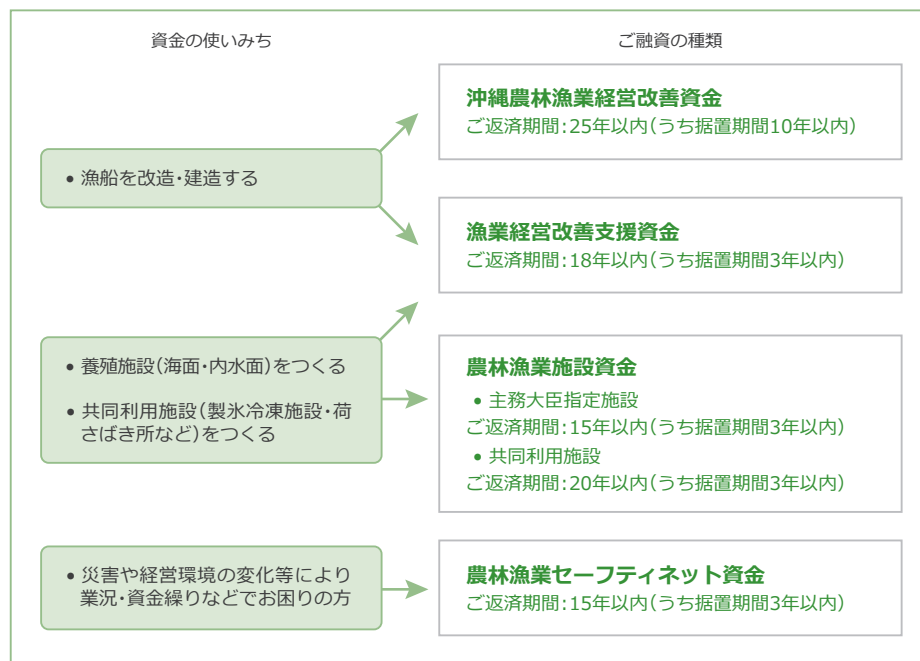 資金の使いみち
ご融資の種類
• 漁船を改造・建造する
沖縄農林漁業経営改善資金
ご返済期間：25年以内（うち据置期間10年以内）
漁業経営改善支援資金
ご返済期間：18年以内（うち据置期間3年以内）
• 養殖施設（海面・内水面）をつくる
• 共同利用施設（製氷冷凍施設・荷
さばき所など）をつくる
農林漁業施設資金
• 主務大臣指定施設
ご返済期間：15年以内（うち据置期間3年以内）
• 共同利用施設
ご返済期間：20年以内（うち据置期間3年以内）
• 災害や経営環境の変化等により
業況・資金繰りなどでお困りの方
農林漁業セーフティネット資金
ご返済期間：15年以内（うち据置期間3年以内）